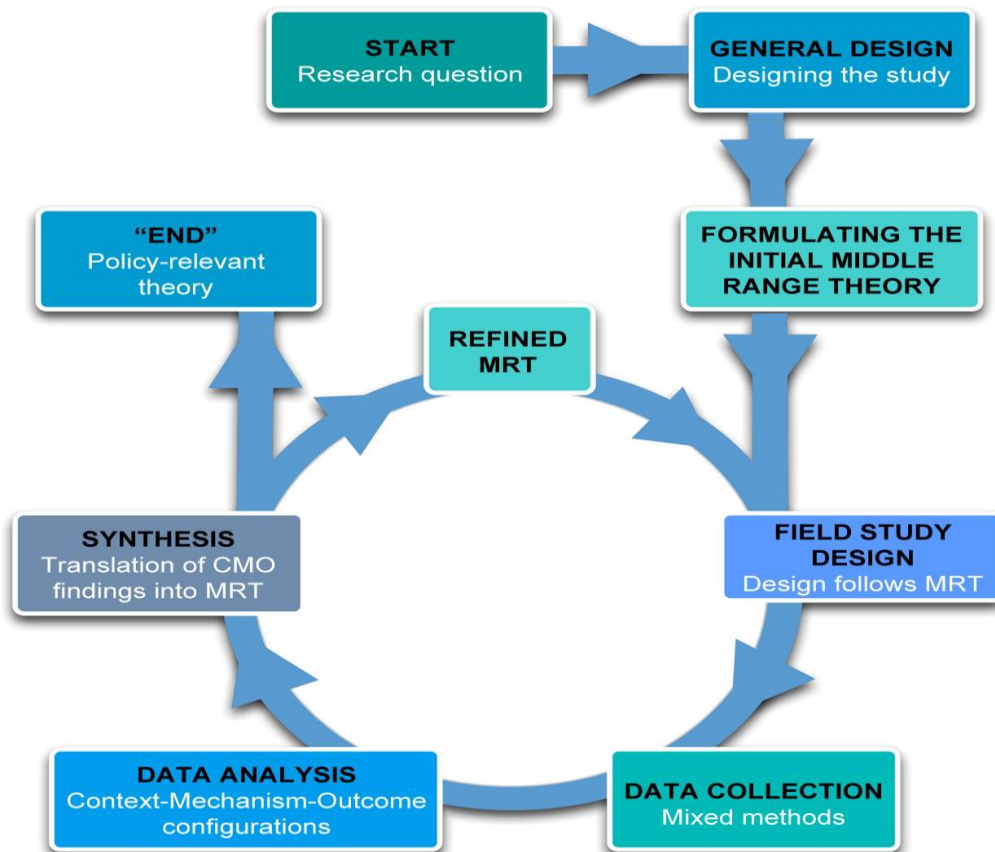 START
Research question
GENERAL DESIGN
Designing the study
“END”
Policy-relevant
theory
FORMULATING THE
INITIAL MIDDLE
RANGE THEORY
REFINED
MRT
SYNTHESIS
Translation of CMO
findings into MRT
FIELD STUDY
DESIGN
Design follows MRT
DATA ANALYSIS
Context-Mechanism-Outcome
configurations
DATA COLLECTION
Mixed methods